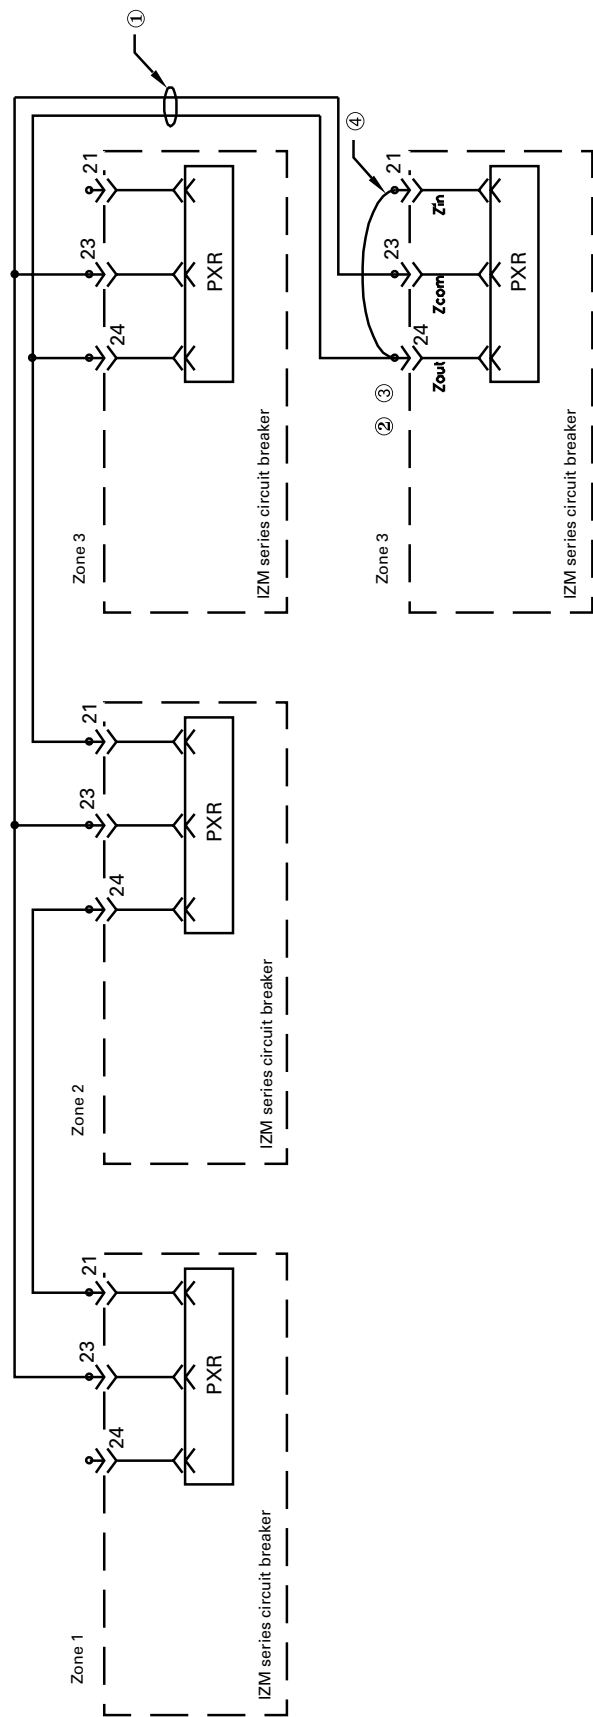 Zone 1
IZM series circuit breaker
24
23
21
PXR
Zone 2
IZM series circuit breaker
24
23
21
PXR
Zone 3
IZM series circuit breaker
24
23
21
PXR
①
Zone 3
IZM series circuit breaker
② ③
24
23
21
④
Zout
Zcom
Zin
PXR